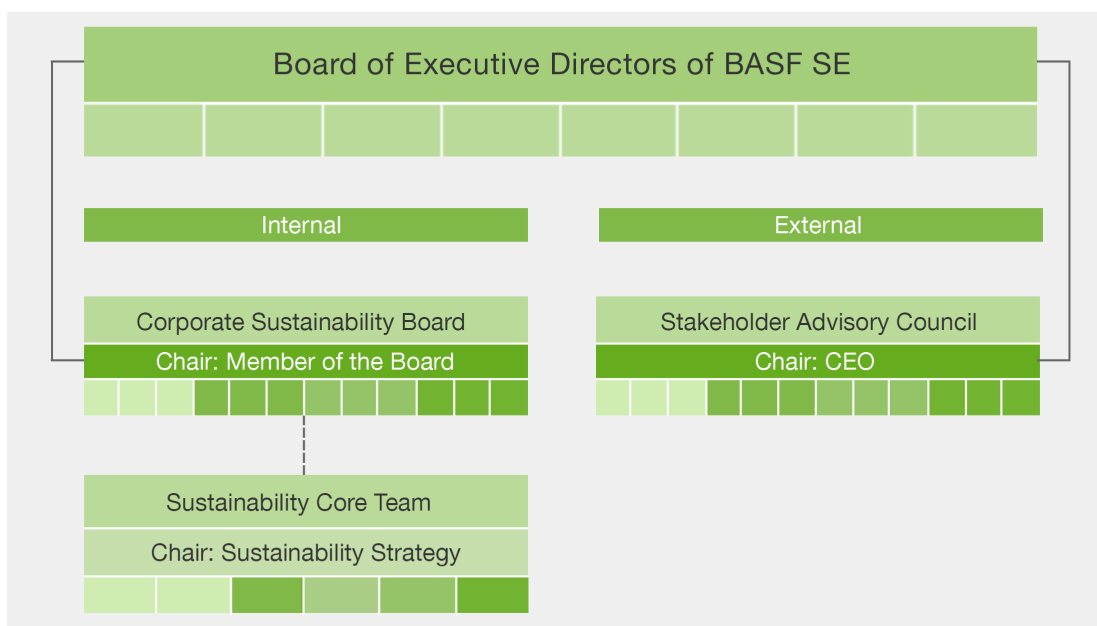 Board of Executive Directors of BASF SE
Internal
External
Corporate Sustainability Board
Chair: Member of the Board
Stakeholder Advisory Council
Chair: CEO
Sustainability Core Team
Chair: Sustainability Strategy